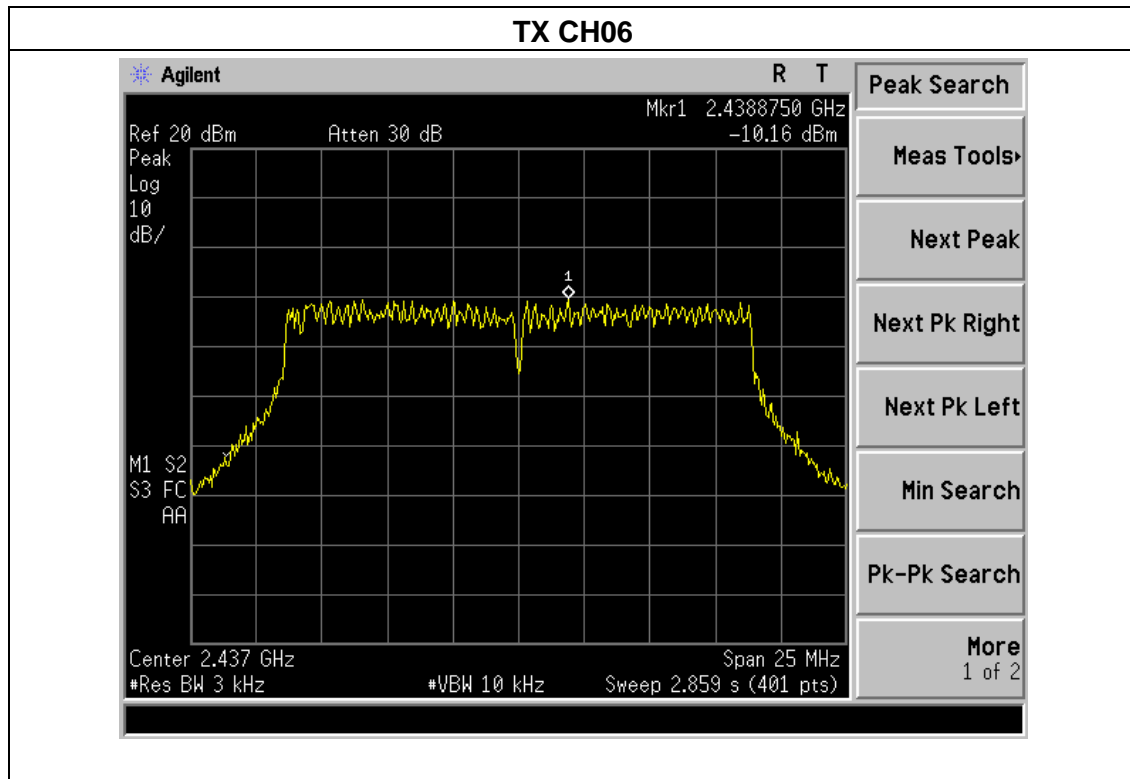 TX CH06
Agilent
R T
Mkr1 2.4388750 GHz
Ref 20 dBm Atten 30 dB -10.16 dBm
Peak
Log
10
dB/
1
M1 S2
S3 FC
AA
Center 2.437 GHz Span 25 MHz
#Res BW 3 kHz #VBW 10 kHz Sweep 2.859 s (401 pts)
Peak Search
Meas Tools
Next Peak
Next Pk Right
Next Pk Left
Min Search
Pk-Pk Search
More
1 of 2